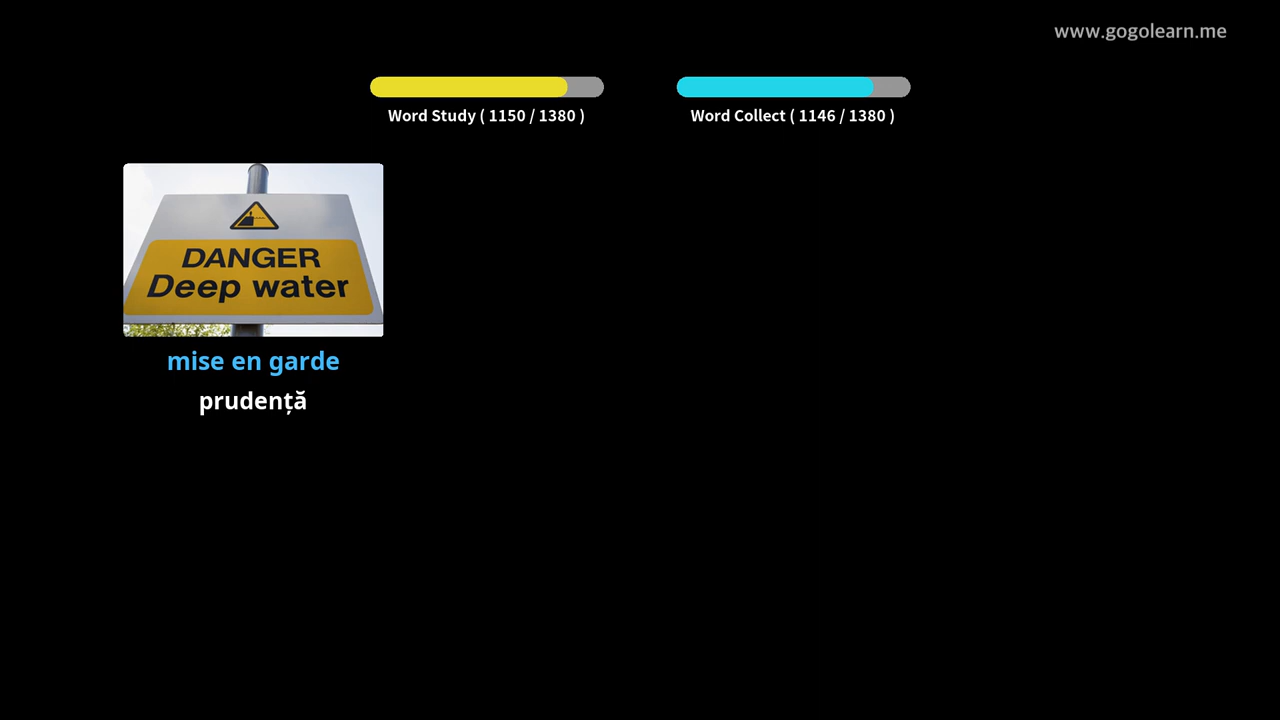 www.gogolearn.me
Word Study ( 1150 / 1380 )
Word Collect ( 1146 / 1380 )
DANGER
Deep water
mise en garde
prudență